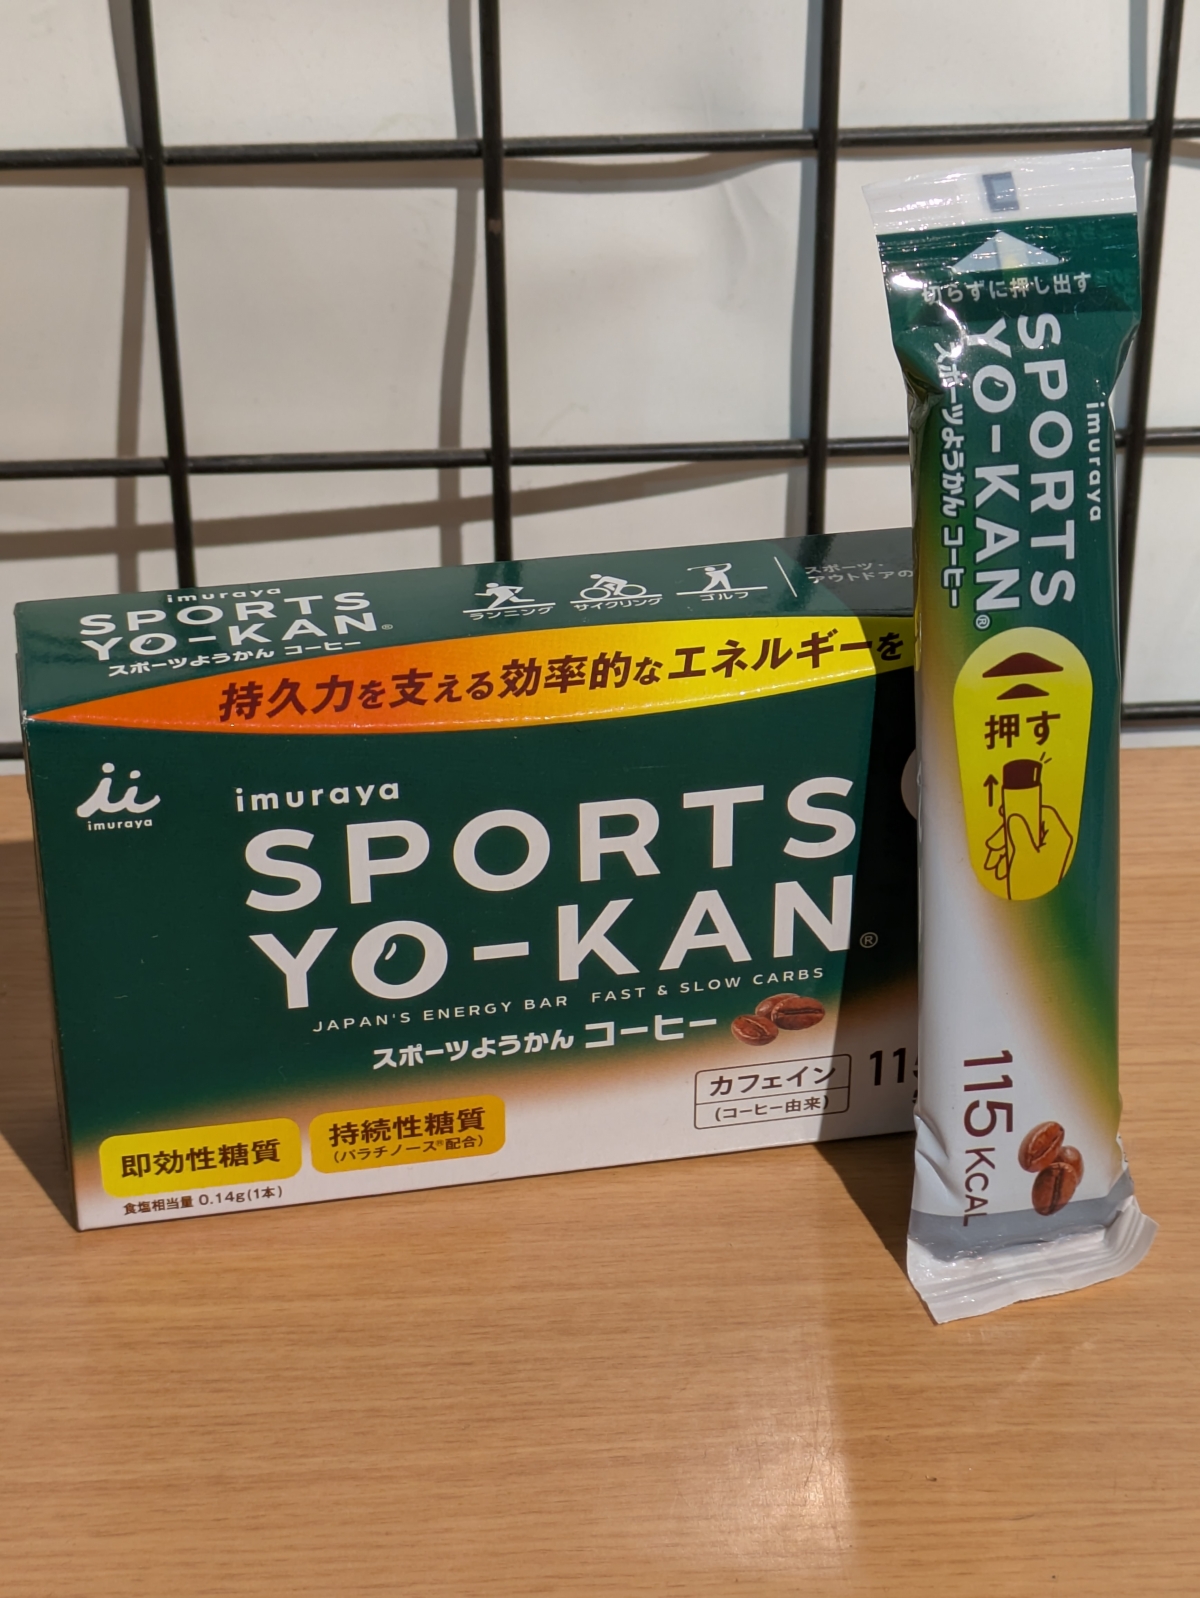 imuraya
SPORTS
YO-KAN®
スポーツようかん コーヒー
ランニング
サイクリング
ゴルフ
スポーツ・
アウトドアの
持久力を支える効率的なエネルギーを
imuraya
imuraya
SPORTS
YO-KAN®
JAPAN'S ENERGY BAR FAST & SLOW CARBS
スポーツようかん コーヒー
カフェイン
(コーヒー由来)
即効性糖質
持続性糖質
(パラチノース®配合)
食塩相当量 0.14g(1本)
切らずに押し出す
imuraya
SPORTS
YO-KAN®
スポーツようかん コーヒー
押す
115KCAL